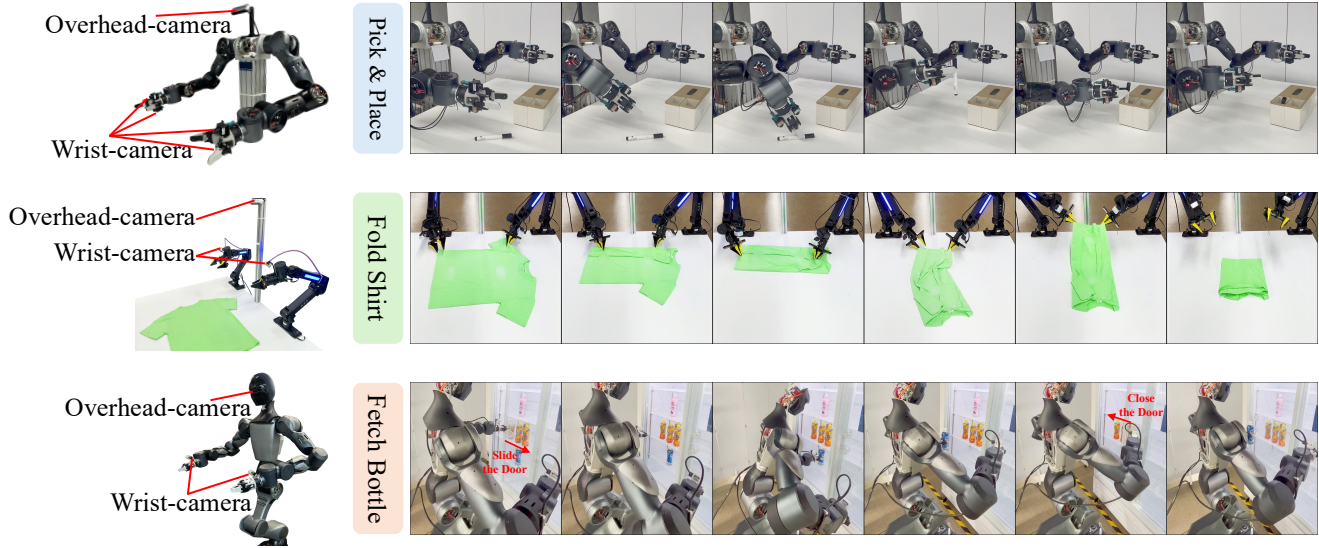 Overhead-camera
Wrist-camera
Pick & Place
Overhead-camera
Wrist-camera
Fold Shirt
Overhead-camera
Wrist-camera
Fetch Bottle
Slide
the Door
Close
the Door